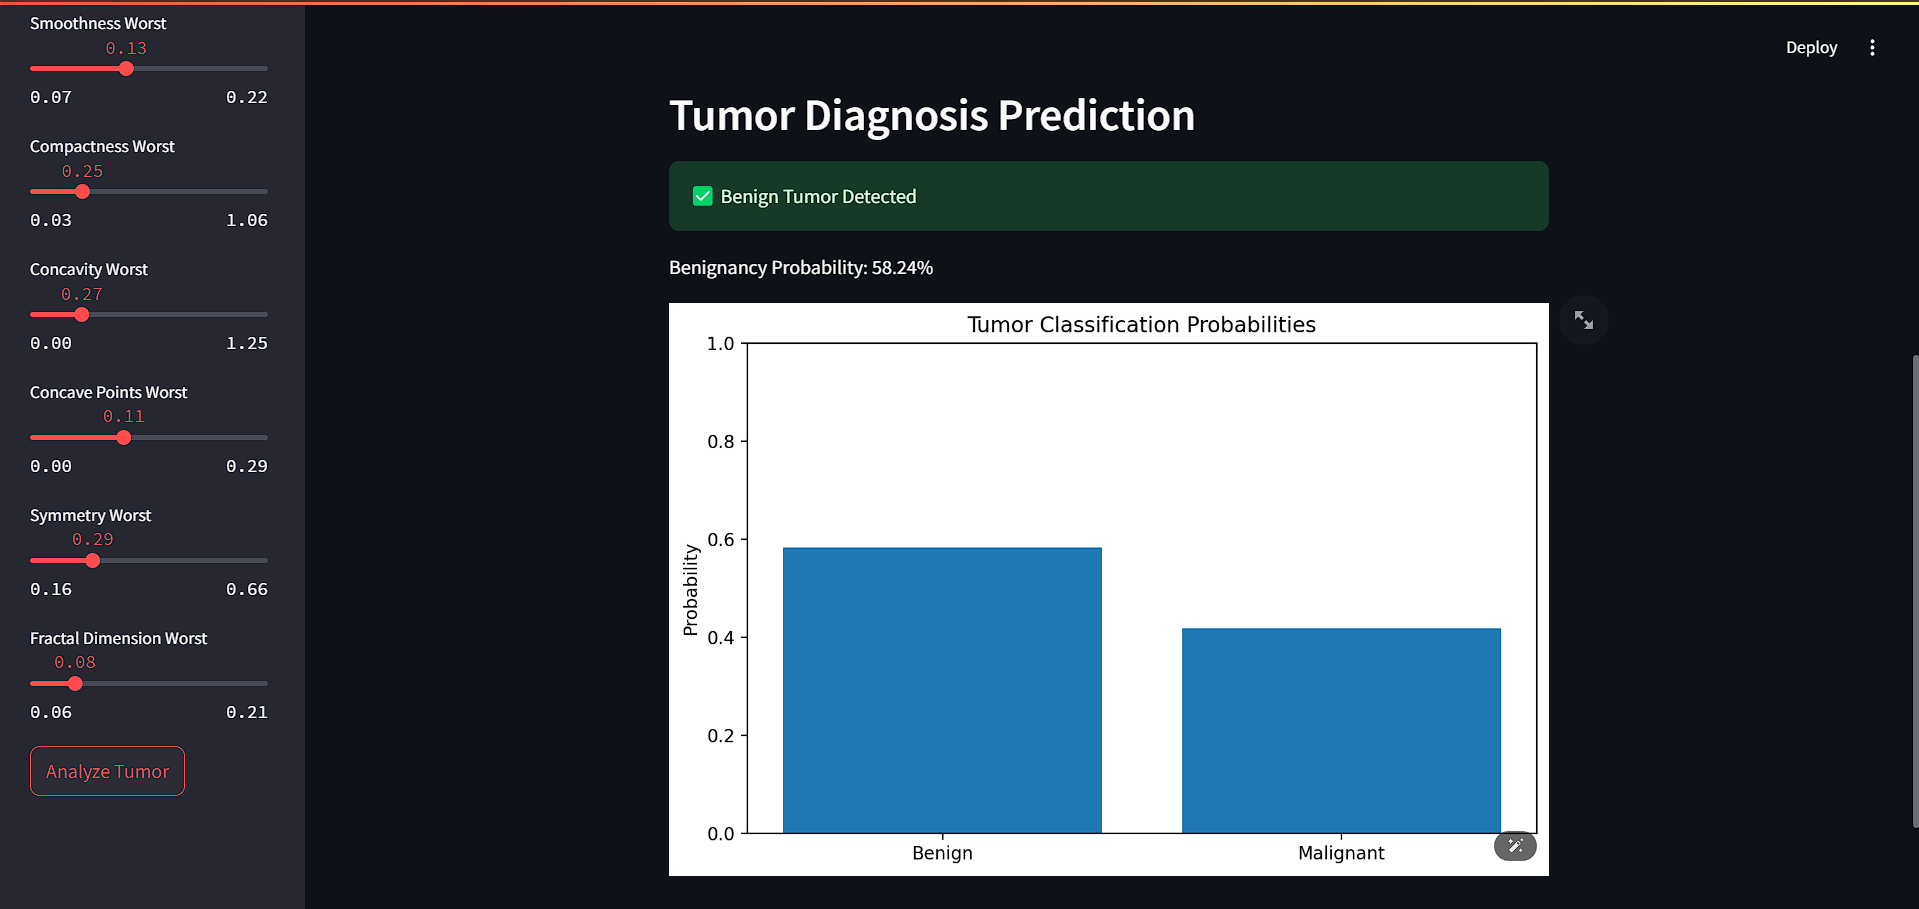 Smoothness Worst
0.13
0.07 0.22
Compactness Worst
0.25
0.03 1.06
Concavity Worst
0.27
0.00 1.25
Concave Points Worst
0.11
0.00 0.29
Symmetry Worst
0.29
0.16 0.66
Fractal Dimension Worst
0.08
0.06 0.21
Analyze Tumor
Deploy
Tumor Diagnosis Prediction
Benign Tumor Detected
Benignancy Probability: 58.24%
Tumor Classification Probabilities
Probability
1.0
0.8
0.6
0.4
0.2
0.0
Benign Malignant